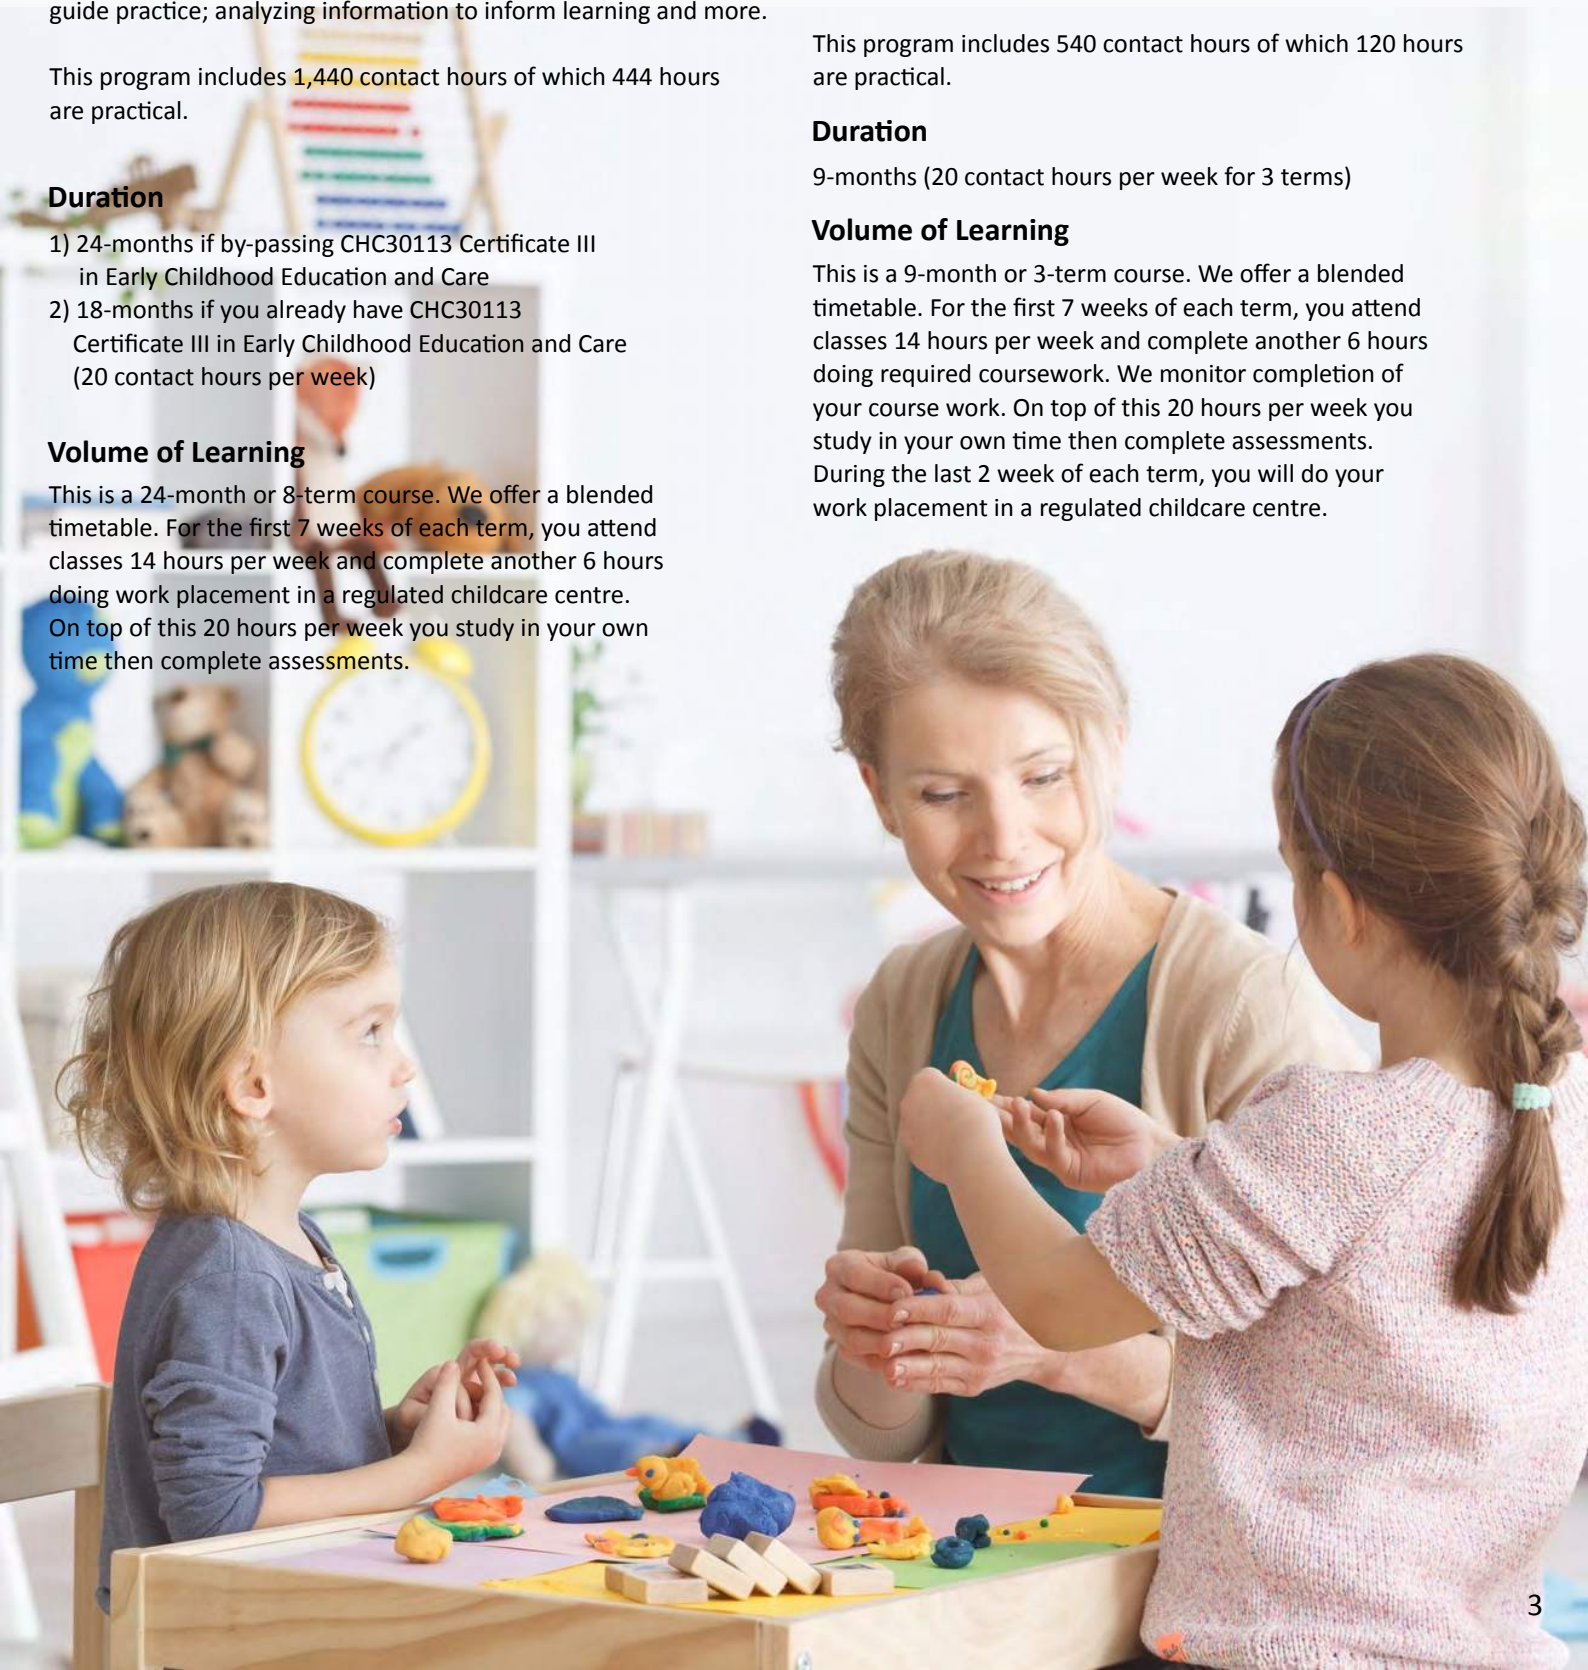 guide practice; analyzing information to inform learning and more.
This program includes 1,440 contact hours of which 444 hours
are practical.
Duration
1) 24-months if by-passing CHC30113 Certificate III
in Early Childhood Education and Care
2) 18-months if you already have CHC30113
Certificate III in Early Childhood Education and Care
(20 contact hours per week)
Volume of Learning
This is a 24-month or 8-term course. We offer a blended
timetable. For the first 7 weeks of each term, you attend
classes 14 hours per week and complete another 6 hours
doing work placement in a regulated childcare centre.
On top of this 20 hours per week you study in your own
time then complete assessments.
This program includes 540 contact hours of which 120 hours
are practical.
Duration
9-months (20 contact hours per week for 3 terms)
Volume of Learning
This is a 9-month or 3-term course. We offer a blended
timetable. For the first 7 weeks of each term, you attend
classes 14 hours per week and complete another 6 hours
doing required coursework. We monitor completion of
your course work. On top of this 20 hours per week you
study in your own time then complete assessments.
During the last 2 week of each term, you will do your
work placement in a regulated childcare centre.
3